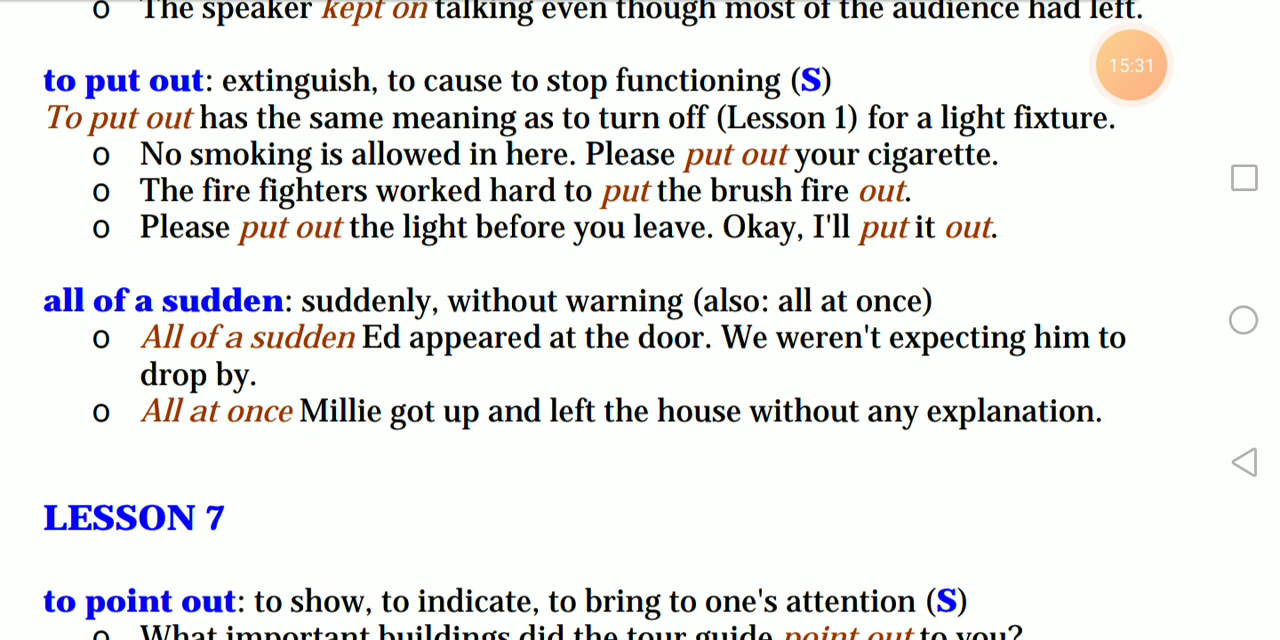 o The speaker kept on talking even though most of the audience had left.
15:31
to put out: extinguish, to cause to stop functioning (S)
To put out has the same meaning as to turn off (Lesson 1) for a light fixture.
o No smoking is allowed in here. Please put out your cigarette.
o The fire fighters worked hard to put the brush fire out.
o Please put out the light before you leave. Okay, I'll put it out.
all of a sudden: suddenly, without warning (also: all at once)
o All of a sudden Ed appeared at the door. We weren't expecting him to
drop by.
o All at once Millie got up and left the house without any explanation.
LESSON 7
to point out: to show, to indicate, to bring to one's attention (S)
o What important buildings did the tour guide point out to you?